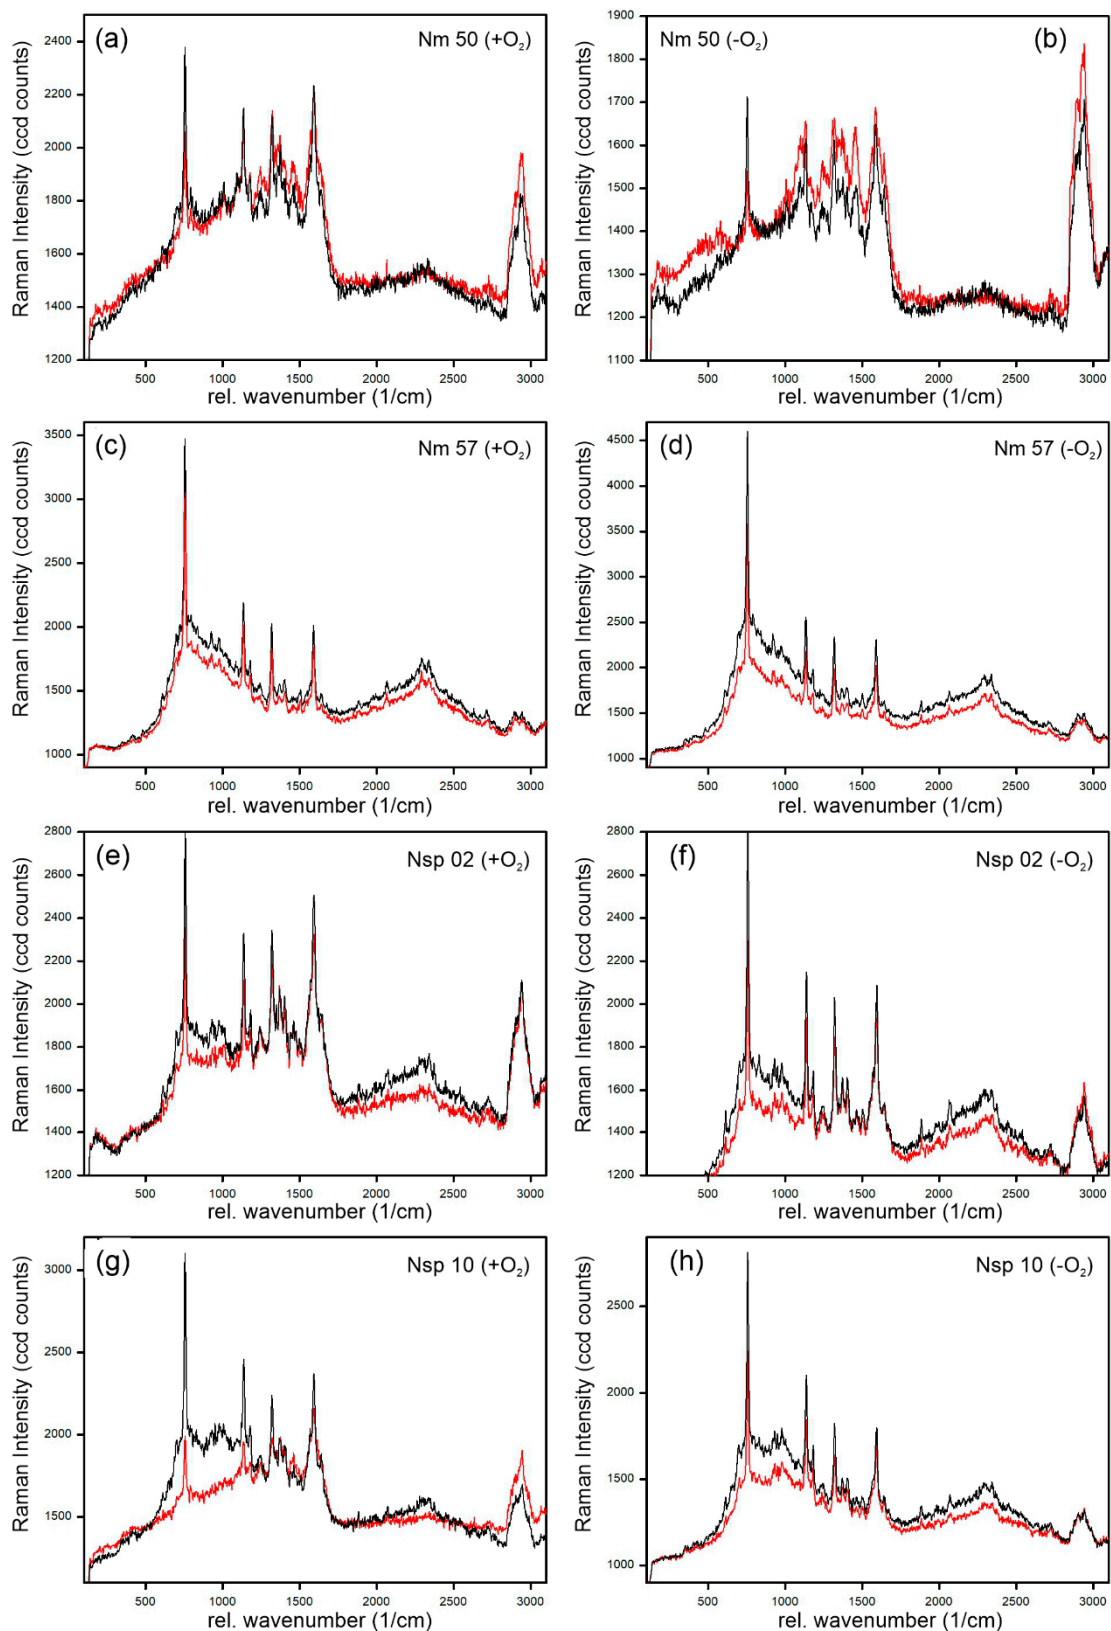 (a) Nm 50 (+O₂)
Raman Intensity (ccd counts)
2400
2200
2000
1800
1600
1400
1200
500 1000 1500 2000 2500 3000
rel. wavenumber (1/cm)
Nm 50 (-O₂) (b)
Raman Intensity (ccd counts)
1900
1800
1700
1600
1500
1400
1300
1200
1100
500 1000 1500 2000 2500 3000
rel. wavenumber (1/cm)
(c) Nm 57 (+O₂)
Raman Intensity (ccd counts)
3500
3000
2500
2000
1500
1000
500 1000 1500 2000 2500 3000
rel. wavenumber (1/cm)
(d) Nm 57 (-O₂)
Raman Intensity (ccd counts)
4500
4000
3500
3000
2500
2000
1500
1000
500 1000 1500 2000 2500 3000
rel. wavenumber (1/cm)
(e) Nsp 02 (+O₂)
Raman Intensity (ccd counts)
2800
2600
2400
2200
2000
1800
1600
1400
1200
500 1000 1500 2000 2500 3000
rel. wavenumber (1/cm)
(f) Nsp 02 (-O₂)
Raman Intensity (ccd counts)
2800
2600
2400
2200
2000
1800
1600
1400
1200
500 1000 1500 2000 2500 3000
rel. wavenumber (1/cm)
(g) Nsp 10 (+O₂)
Raman Intensity (ccd counts)
3000
2500
2000
1500
500 1000 1500 2000 2500 3000
rel. wavenumber (1/cm)
(h) Nsp 10 (-O₂)
Raman Intensity (ccd counts)
2500
2000
1500
1000
500 1000 1500 2000 2500 3000
rel. wavenumber (1/cm)